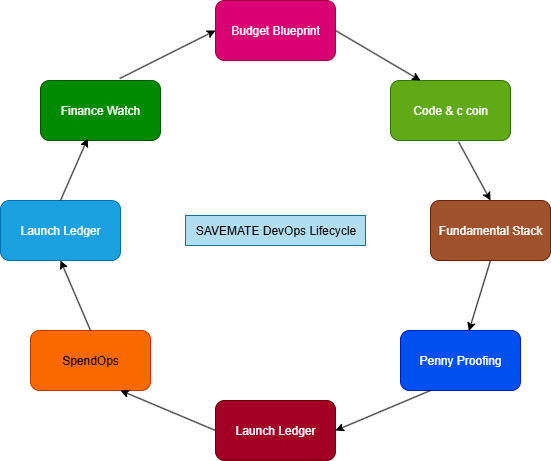 Budget Blueprint
Finance Watch
Code & c coin
Launch Ledger
SAVEMATE DevOps Lifecycle
Fundamental Stack
SpendOps
Penny Proofing
Launch Ledger